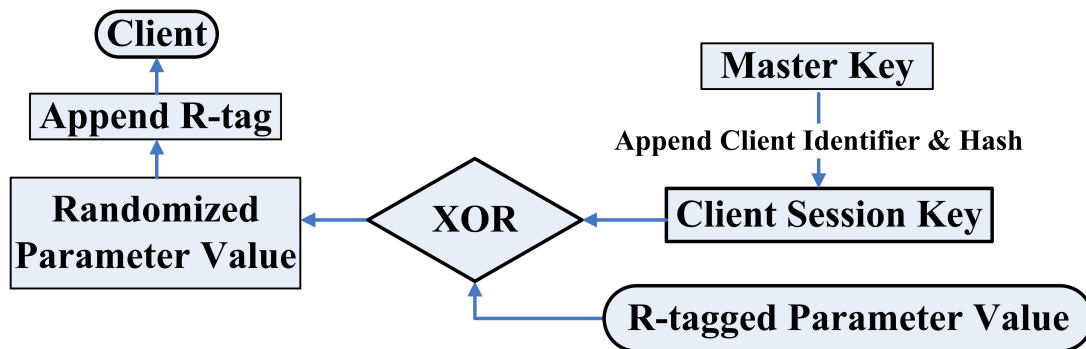 Client
Master Key
Append R-tag
Append Client Identifier & Hash
Randomized
Parameter Value
XOR
Client Session Key
R-tagged Parameter Value